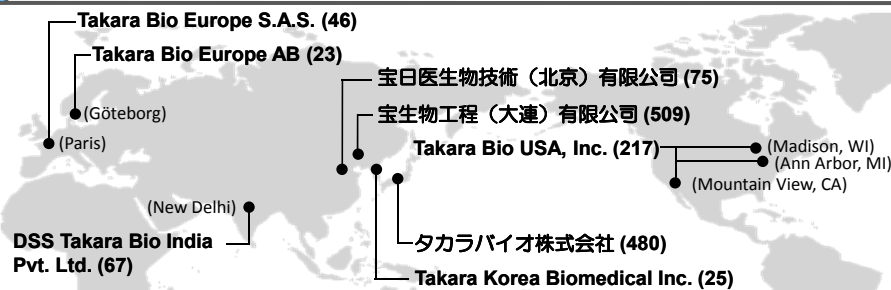 Takara Bio Europe S.A.S. (46)
Takara Bio Europe AB (23)
宝日医生物技術（北京）有限公司 (75)
宝生物工程（大連）有限公司 (509)
(Göteborg)
(Paris)
Takara Bio USA, Inc. (217)
(Madison, WI)
(Ann Arbor, MI)
(Mountain View, CA)
(New Delhi)
DSS Takara Bio India
Pvt. Ltd. (67)
タカラバイオ株式会社 (480)
Takara Korea Biomedical Inc. (25)